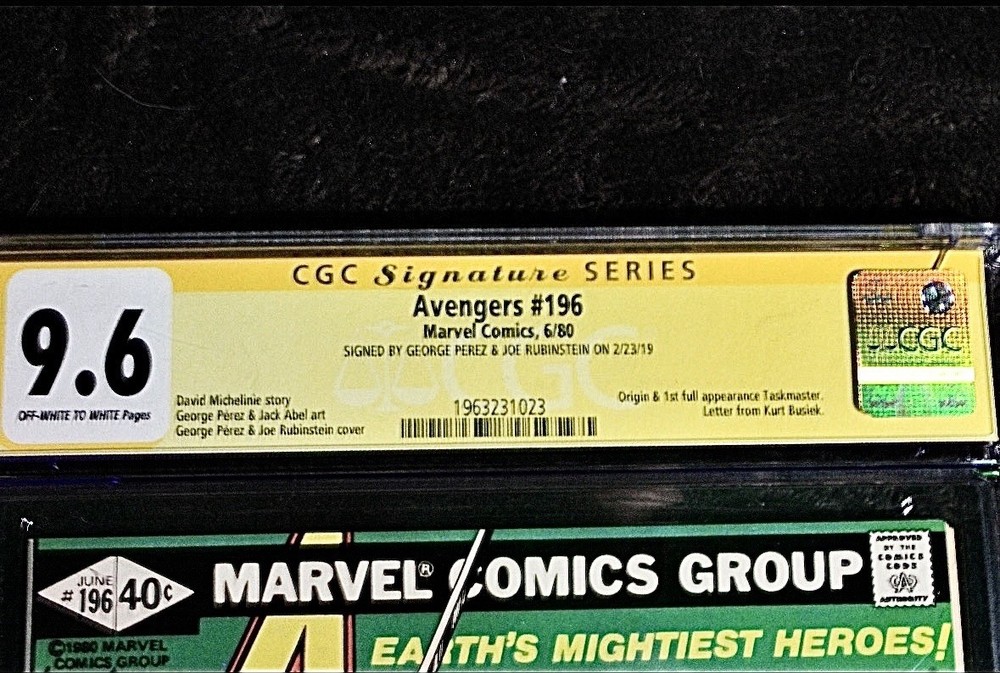 CGC Signature SERIES
Avengers #196
Marvel Comics, 6/80
SIGNED BY GEORGE PEREZ & JOE RUBINSTEIN ON 2/23/19
9.6
OFF-WHITE TO WHITE Pages
David Michelinie story
George Pérez & Jack Abel art
George Pérez & Joe Rubinstein cover
1963231023
Origin & 1st full appearance Taskmaster.
Letter from Kurt Busiek.
CGC
CGC
JUNE
# 196 40¢
MARVEL® COMICS GROUP
APPROVED
BY THE
COMICS
CODE
AUTHORITY
©1980 MARVEL
COMICS GROUP
EARTH'S MIGHTIEST HEROES!